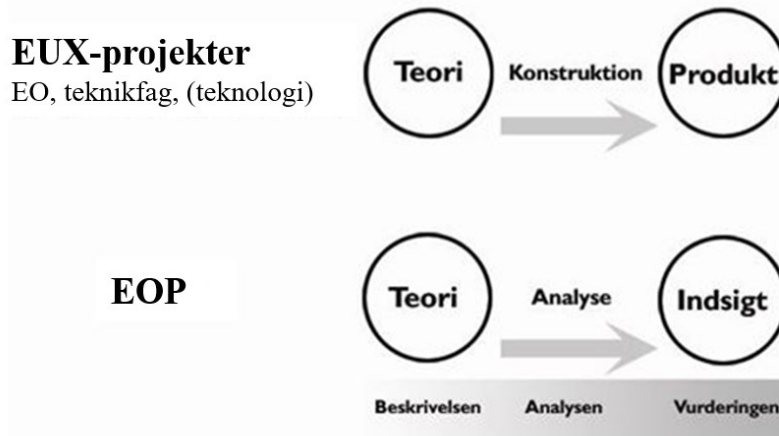 EUX-projekter
EO, teknikfag, (teknologi)
Teori
Konstruktion
Produkt
EOP
Teori
Analyse
Indsigt
Beskrivelsen
Analysen
Vurderingen